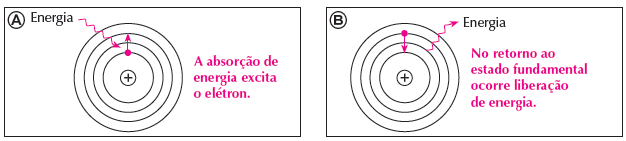 A Energia
A absorção de
energia excita
o elétron.
+
B
Energia
No retorno ao
estado fundamental
ocorre liberação
de energia.
+